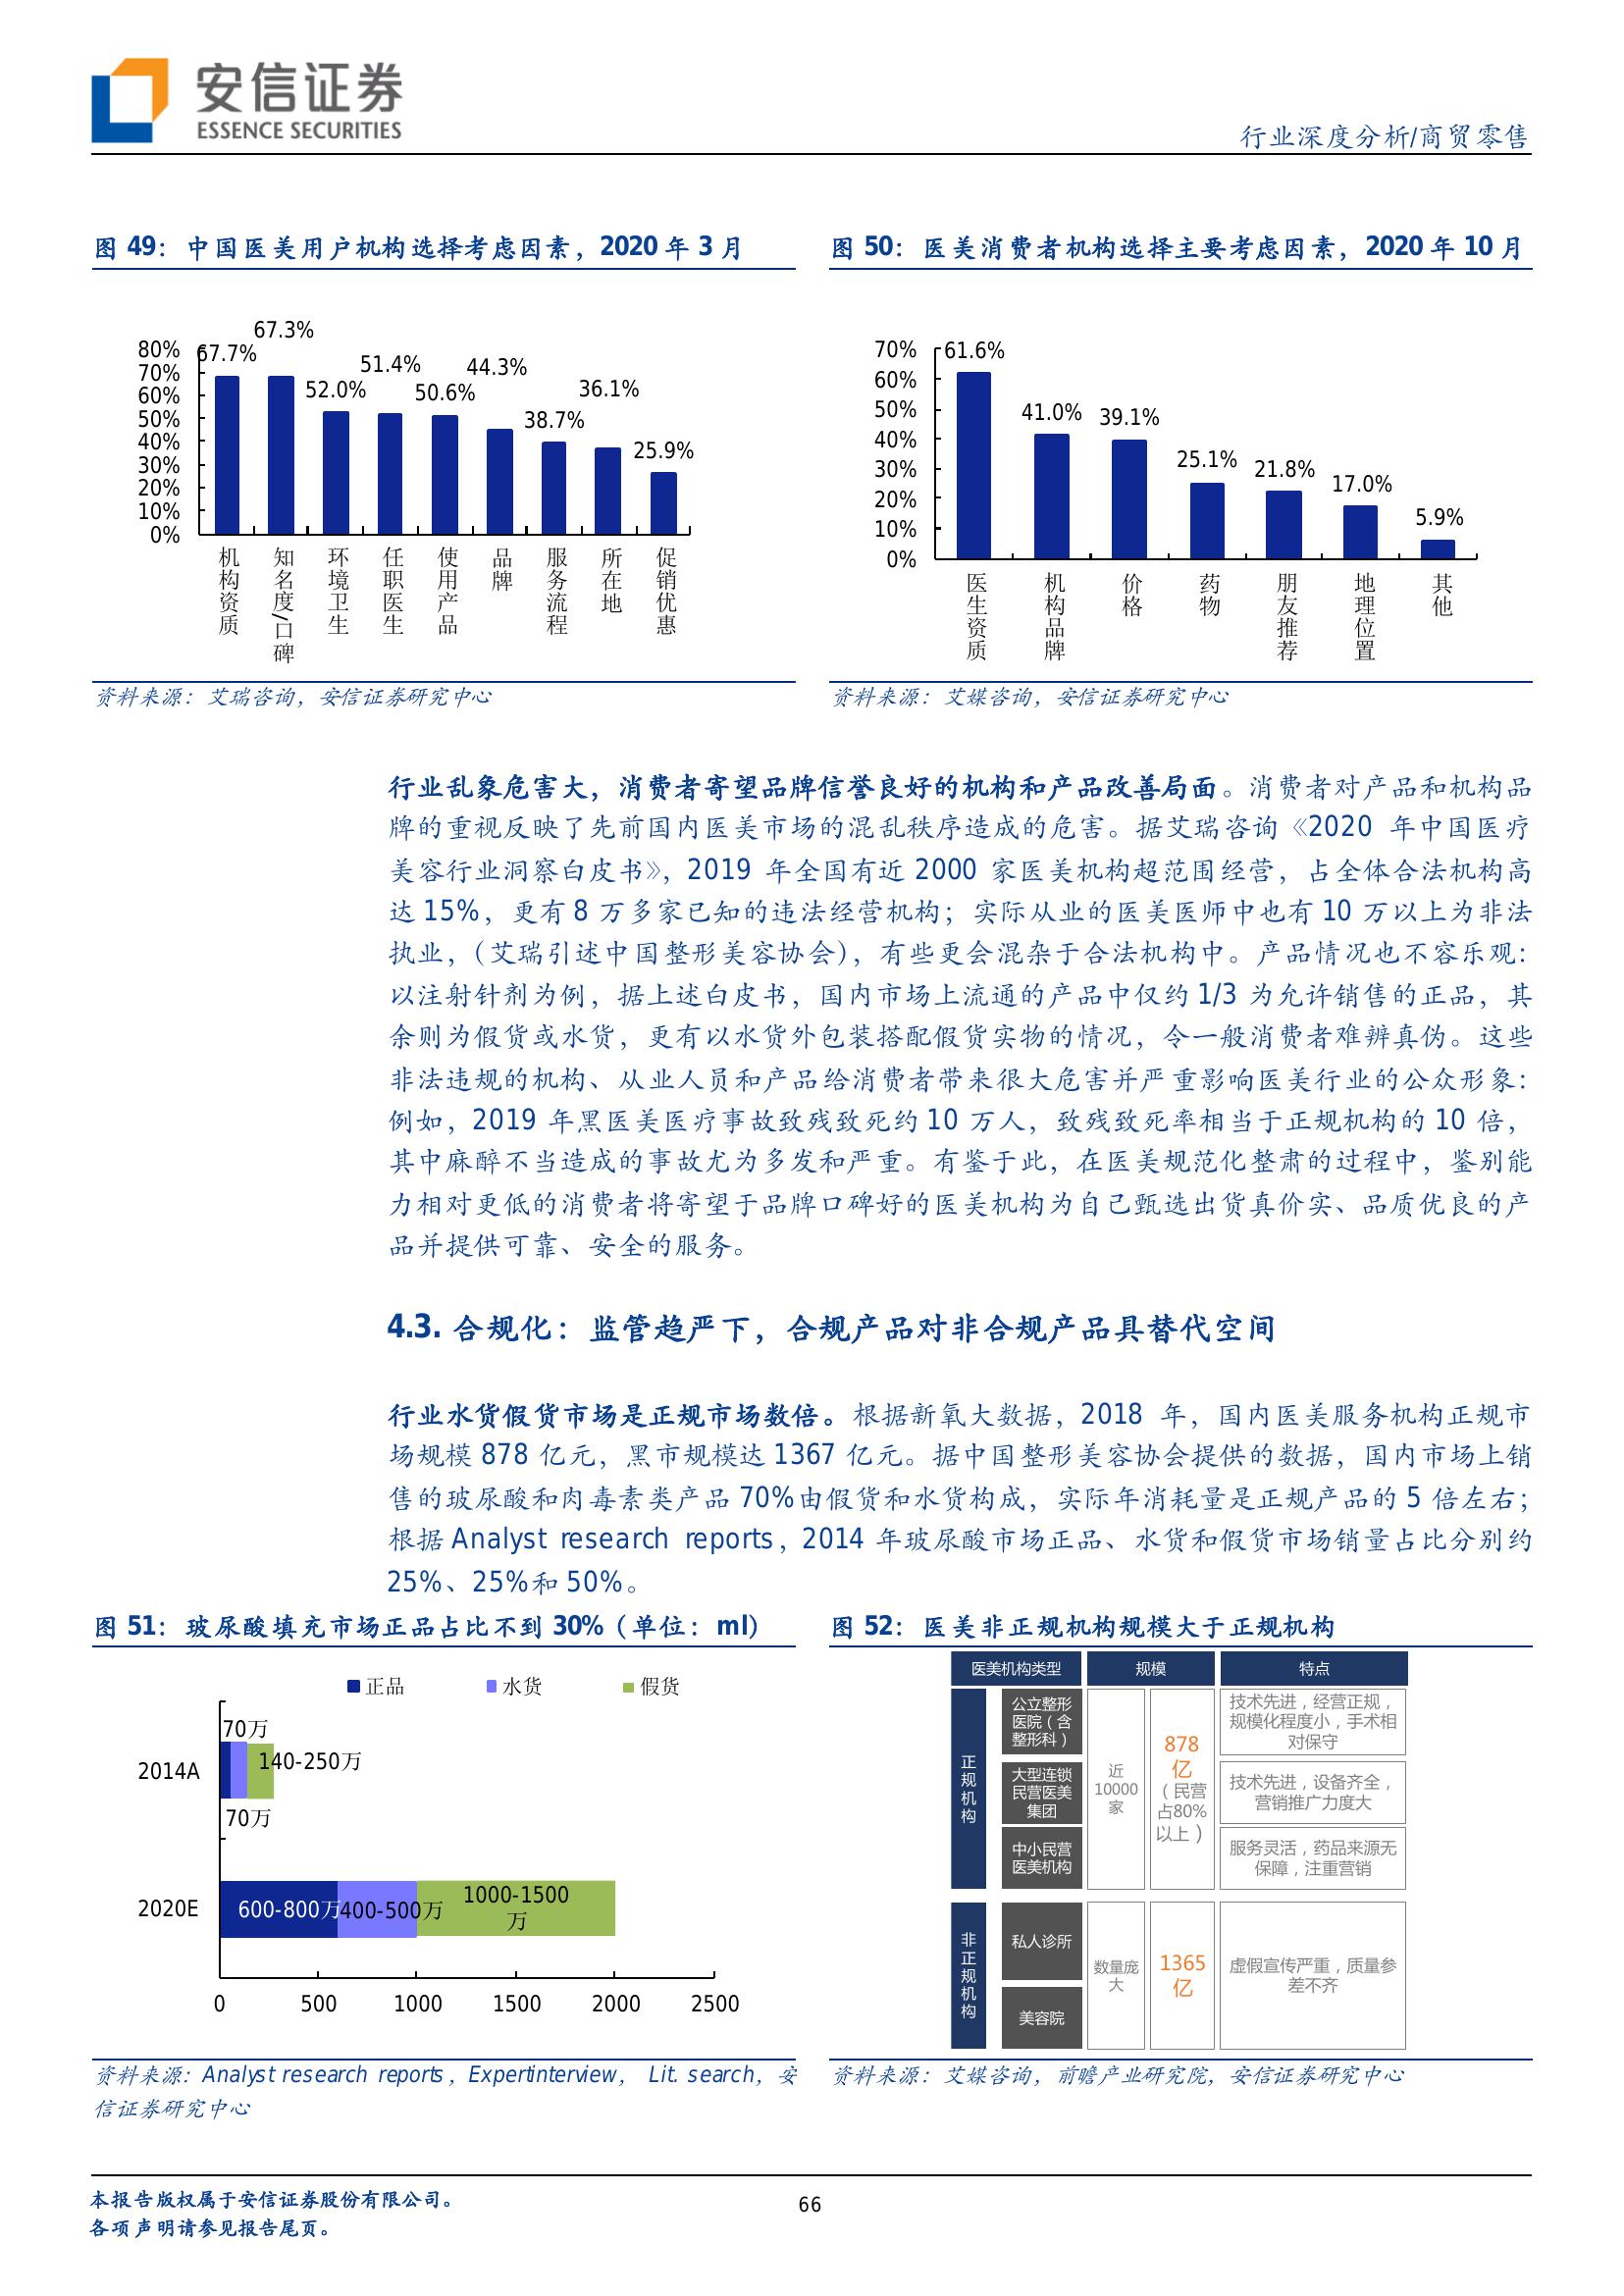 安信证券
ESSENCE SECURITIES
行业深度分析/商贸零售
图 49：中国医美用户机构选择考虑因素，2020 年 3 月
80%
70%
60%
50%
40%
30%
20%
10%
0%
67.7%
67.3%
52.0%
51.4%
50.6%
44.3%
38.7%
36.1%
25.9%
机构资质
知名度/口碑
环境卫生
任职医生
使用产品
品牌
服务流程
所在地
促销优惠
资料来源：艾瑞咨询，安信证券研究中心
图 50：医美消费者机构选择主要考虑因素，2020 年 10 月
70%
60%
50%
40%
30%
20%
10%
0%
61.6%
41.0%
39.1%
25.1%
21.8%
17.0%
5.9%
医生资质
机构品牌
价格
药物
朋友推荐
地理位置
其他
资料来源：艾媒咨询，安信证券研究中心
行业乱象危害大，消费者寄望品牌信誉良好的机构和产品改善局面。消费者对产品和机构品
牌的重视反映了先前国内医美市场的混乱秩序造成的危害。据艾瑞咨询《2020 年中国医疗
美容行业洞察白皮书》，2019 年全国有近 2000 家医美机构超范围经营，占全体合法机构高
达 15%，更有 8 万多家已知的违法经营机构；实际从业的医美医师中也有 10 万以上为非法
执业，（艾瑞引述中国整形美容协会），有些更会混杂于合法机构中。产品情况也不容乐观：
以注射针剂为例，据上述白皮书，国内市场上流通的产品中仅约 1/3 为允许销售的正品，其
余则为假货或水货，更有以水货外包装搭配假货实物的情况，令一般消费者难辨真伪。这些
非法违规的机构、从业人员和产品给消费者带来很大危害并严重影响医美行业的公众形象：
例如，2019 年黑医美医疗事故致残致死约 10 万人，致残致死率相当于正规机构的 10 倍，
其中麻醉不当造成的事故尤为多发和严重。有鉴于此，在医美规范化整肃的过程中，鉴别能
力相对更低的消费者将寄望于品牌口碑好的医美机构为自己甄选出货真价实、品质优良的产
品并提供可靠、安全的服务。
4.3. 合规化：监管趋严下，合规产品对非合规产品具替代空间
行业水货假货市场是正规市场数倍。根据新氧大数据，2018 年，国内医美服务机构正规市
场规模 878 亿元，黑市规模达 1367 亿元。据中国整形美容协会提供的数据，国内市场上销
售的玻尿酸和肉毒素类产品 70%由假货和水货构成，实际年消耗量是正规产品的 5 倍左右；
根据 Analyst research reports，2014 年玻尿酸市场正品、水货和假货市场销量占比分别约
25%、25%和 50%。
图 51：玻尿酸填充市场正品占比不到 30%（单位：ml）
正品
水货
假货
2014A
70万
140-250万
70万
2020E
600-800万
400-500万
1000-1500
万
0
500
1000
1500
2000
2500
资料来源：Analyst research reports，Expertinterview， Lit. search，安
信证券研究中心
图 52：医美非正规机构规模大于正规机构
医美机构类型
规模
特点
正规机构
公立整形
医院（含
整形科）
大型连锁
民营医美
集团
中小民营
医美机构
近
10000
家
878
亿
（民营
占80%
以上）
技术先进，经营正规，
规模化程度小，手术相
对保守
技术先进，设备齐全，
营销推广力度大
服务灵活，药品来源无
保障，注重营销
非正规机构
私人诊所
美容院
数量庞
大
1365
亿
虚假宣传严重，质量参
差不齐
资料来源：艾媒咨询，前瞻产业研究院，安信证券研究中心
本报告版权属于安信证券股份有限公司。
各项声明请参见报告尾页。
66